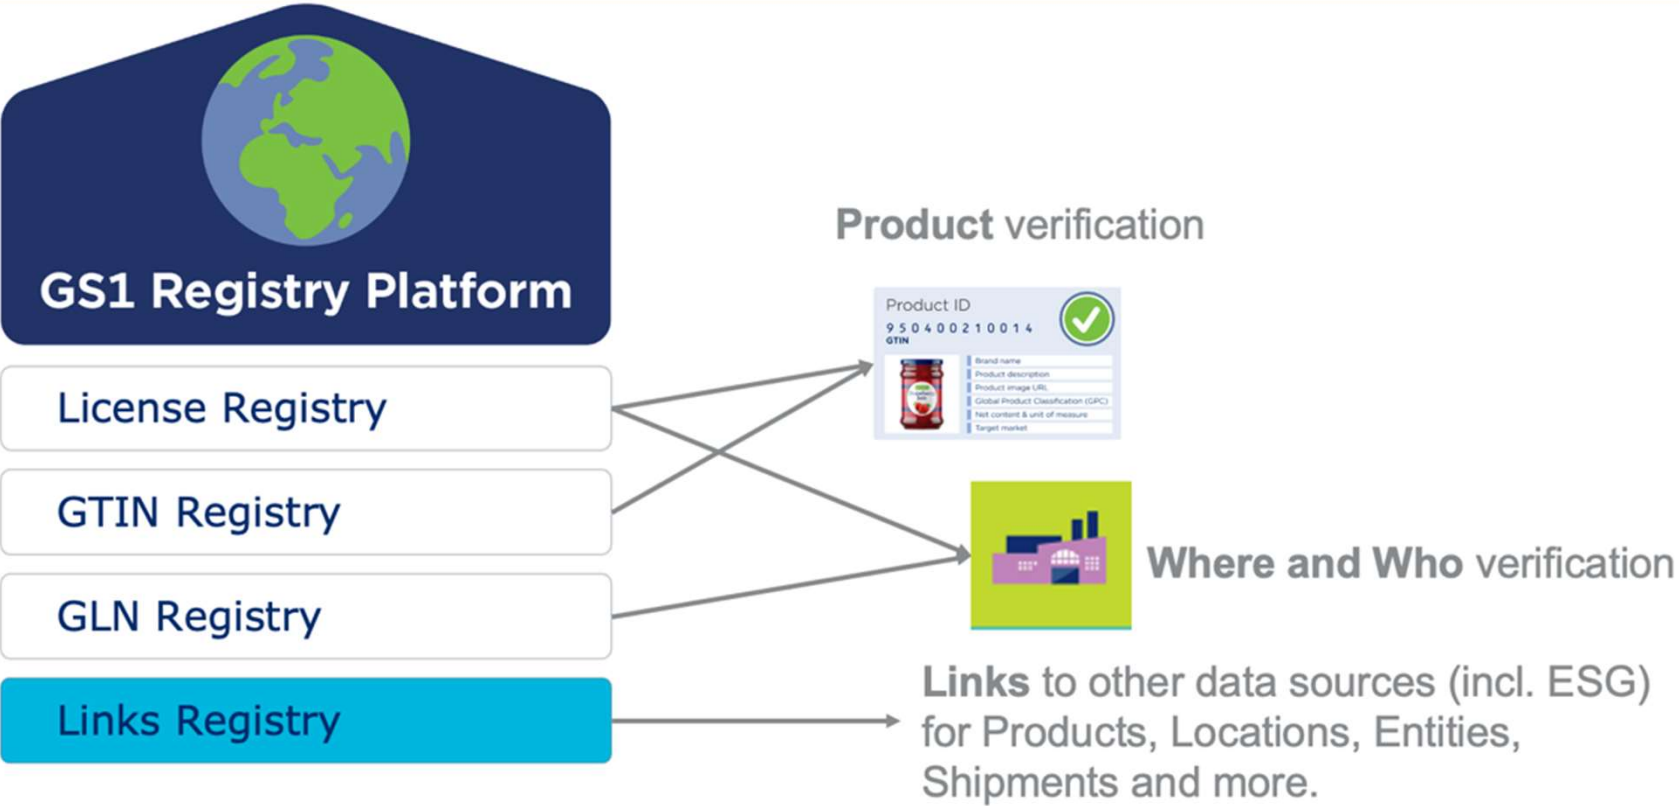 GS1 Registry Platform
License Registry
GTIN Registry
GLN Registry
Links Registry
Product verification
Product ID
9 5 0 4 0 0 2 1 0 0 1 4
GTIN
Brand name
Product description
Product image URL
Global Product Classification (GPC)
Net content & unit of measure
Target market
Where and Who verification
Links to other data sources (incl. ESG)
for Products, Locations, Entities,
Shipments and more.